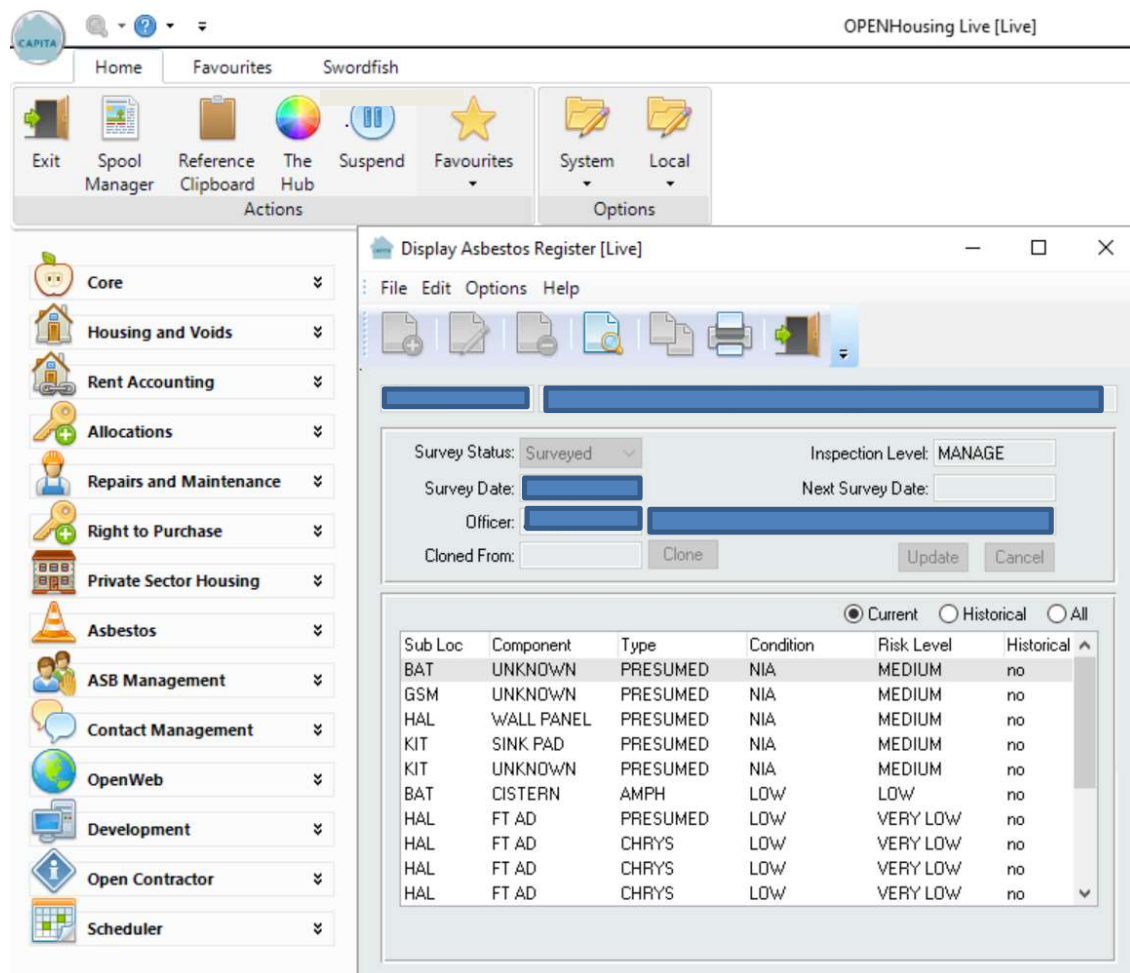 CAPITA
OPENHousing Live [Live]
Home Favourites Swordfish
Exit Spool Manager Reference Clipboard The Hub Suspend Favourites System Local
Actions Options
Core
Housing and Voids
Rent Accounting
Allocations
Repairs and Maintenance
Right to Purchase
Private Sector Housing
Asbestos
ASB Management
Contact Management
OpenWeb
Development
Open Contractor
Scheduler
Display Asbestos Register [Live]
File Edit Options Help
Survey Status: Surveyed Inspection Level: MANAGE
Survey Date: Next Survey Date:
Officer:
Cloned From: Clone Update Cancel
Current Historical All
Sub Loc Component Type Condition Risk Level Historical
BAT UNKNOWN PRESUMED NIA MEDIUM no
GSM UNKNOWN PRESUMED NIA MEDIUM no
HAL WALL PANEL PRESUMED NIA MEDIUM no
KIT SINK PAD PRESUMED NIA MEDIUM no
KIT UNKNOWN PRESUMED NIA MEDIUM no
BAT CISTERN AMPH LOW LOW no
HAL FT AD PRESUMED LOW VERY LOW no
HAL FT AD CHRYS LOW VERY LOW no
HAL FT AD CHRYS LOW VERY LOW no
HAL FT AD CHRYS LOW VERY LOW no